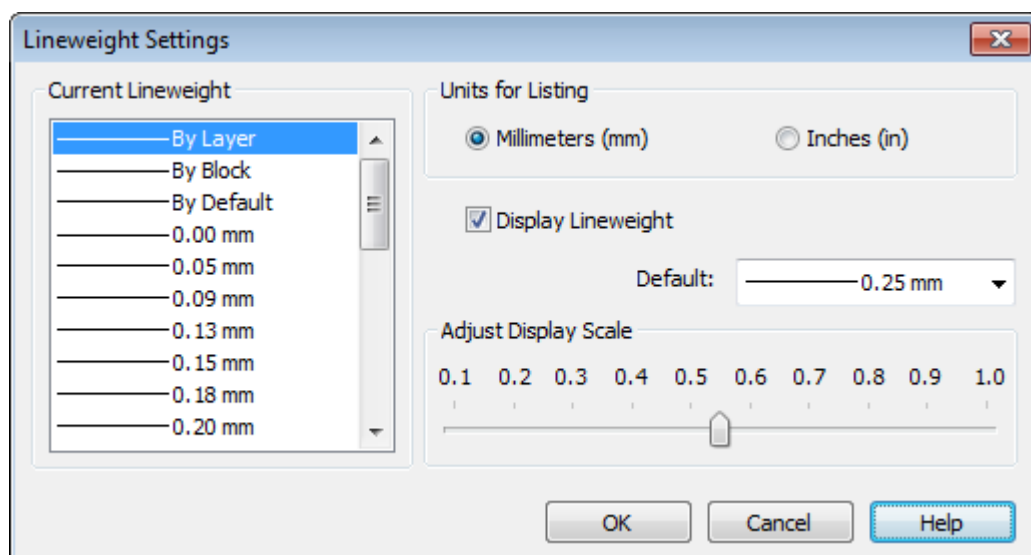 Lineweight Settings
Current Lineweight
By Layer
By Block
By Default
0.00 mm
0.05 mm
0.09 mm
0.13 mm
0.15 mm
0.18 mm
0.20 mm
Units for Listing
Millimeters (mm) Inches (in)
Display Lineweight
Default: 0.25 mm
Adjust Display Scale
0.1 0.2 0.3 0.4 0.5 0.6 0.7 0.8 0.9 1.0
OK Cancel Help